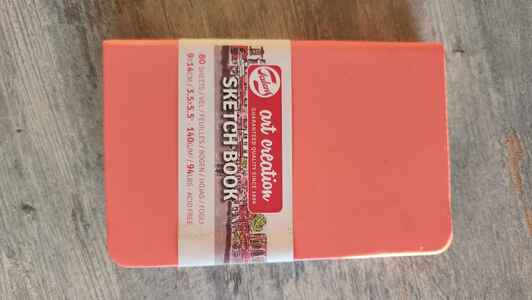 Talens
art creation
GUARANTEED QUALITY SINCE 1899
SKETCH BOOK
80 SHEETS / VEL / FEUILLES / BOGEN / HOJAS / FOGLI
9x14CM / 3.5x5.5" · 140G/M² / 94LBS · ACID FREE